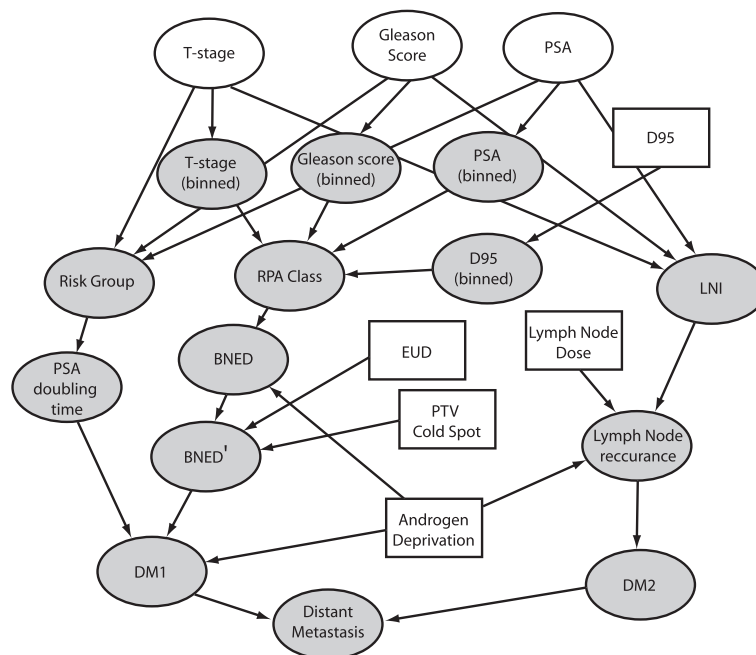 T-stage
Gleason
Score
PSA
D95
T-stage
(binned)
Gleason score
(binned)
PSA
(binned)
Risk Group
RPA Class
D95
(binned)
LNI
PSA
doubling
time
BNED
EUD
Lymph Node
Dose
PTV
Cold Spot
BNED'
Lymph Node
reccurance
Androgen
Deprivation
DM1
DM2
Distant
Metastasis